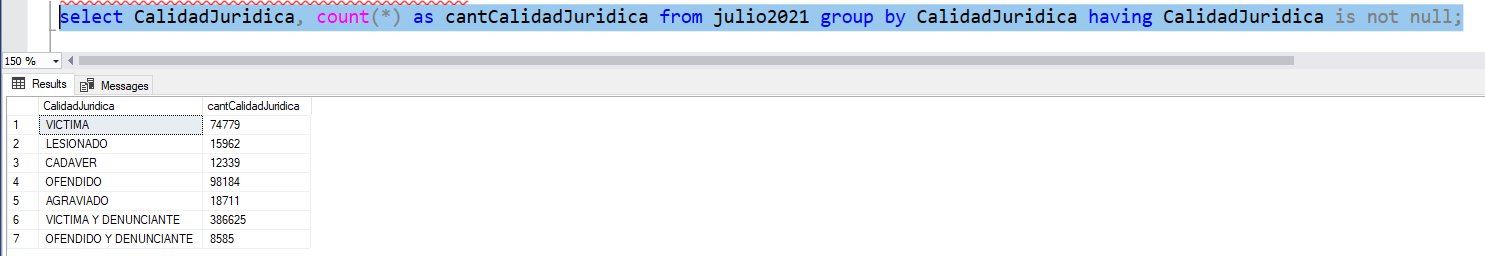 select CalidadJuridica, count(*) as cantCalidadJuridica from julio2021 group by CalidadJuridica having CalidadJuridica is not null;
150 %
Results Messages
CalidadJuridica cantCalidadJuridica
1 VICTIMA 74779
2 LESIONADO 15962
3 CADAVER 12339
4 OFENDIDO 98184
5 AGRAVIADO 18711
6 VICTIMA Y DENUNCIANTE 386625
7 OFENDIDO Y DENUNCIANTE 8585